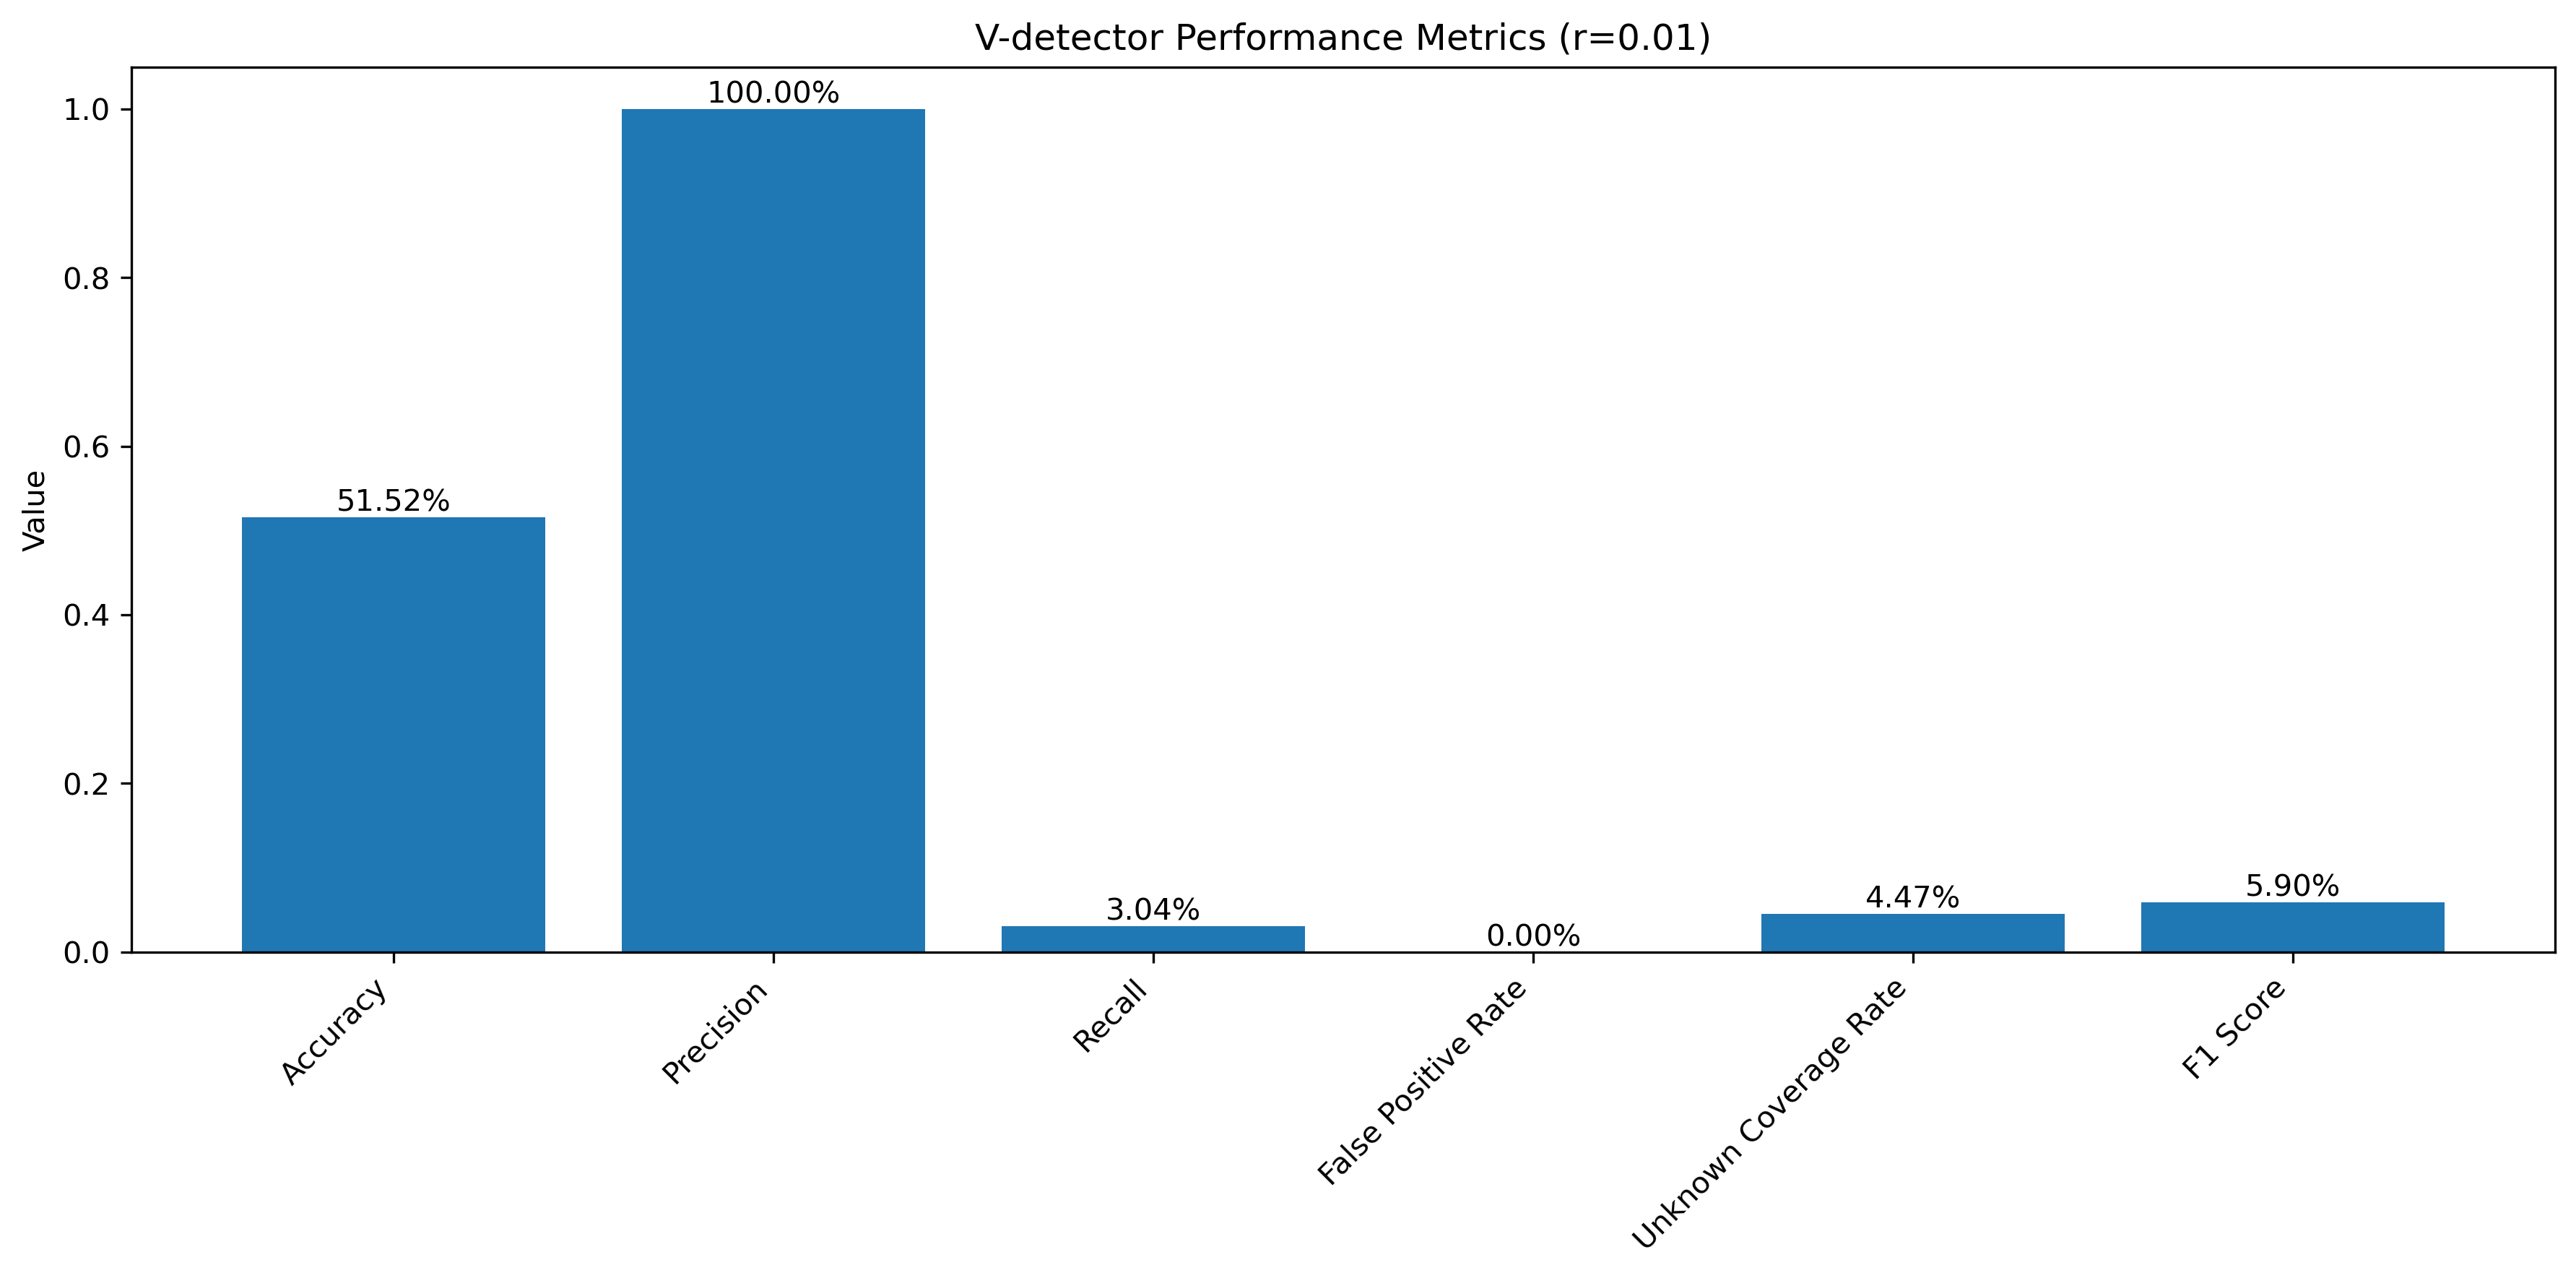 V-detector Performance Metrics (r=0.01)
Value
1.0
0.8
0.6
0.4
0.2
0.0
51.52%
100.00%
3.04%
0.00%
4.47%
5.90%
Accuracy
Precision
Recall
False Positive Rate
Unknown Coverage Rate
F1 Score